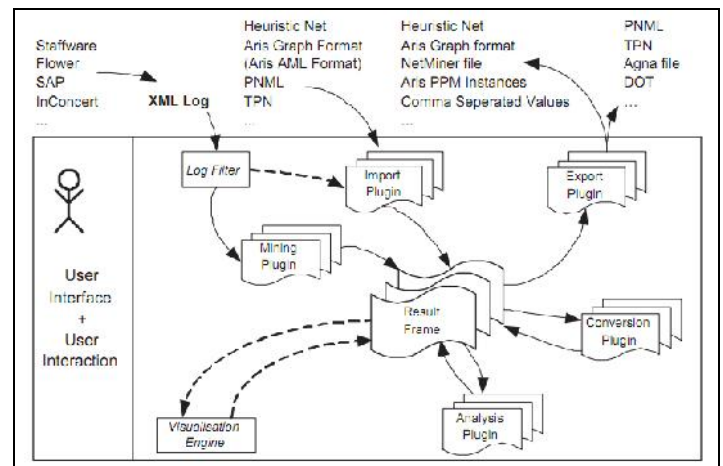 Staffware
Flower
SAP
InConcert
...
XML Log
Heuristic Net
Aris Graph Format
(Aris AML Format)
PNML
TPN
...
Heuristic Net
Aris Graph format
NetMiner file
Aris PPM Instances
Comma Seperated Values
...
PNML
TPN
Agna file
DOT
...
User
Interface
+
User
Interaction
Log Filter
Import
Plugin
Export
Plugin
Mining
Plugin
Result
Frame
Conversion
Plugin
Visualisation
Engine
Analysis
Plugin